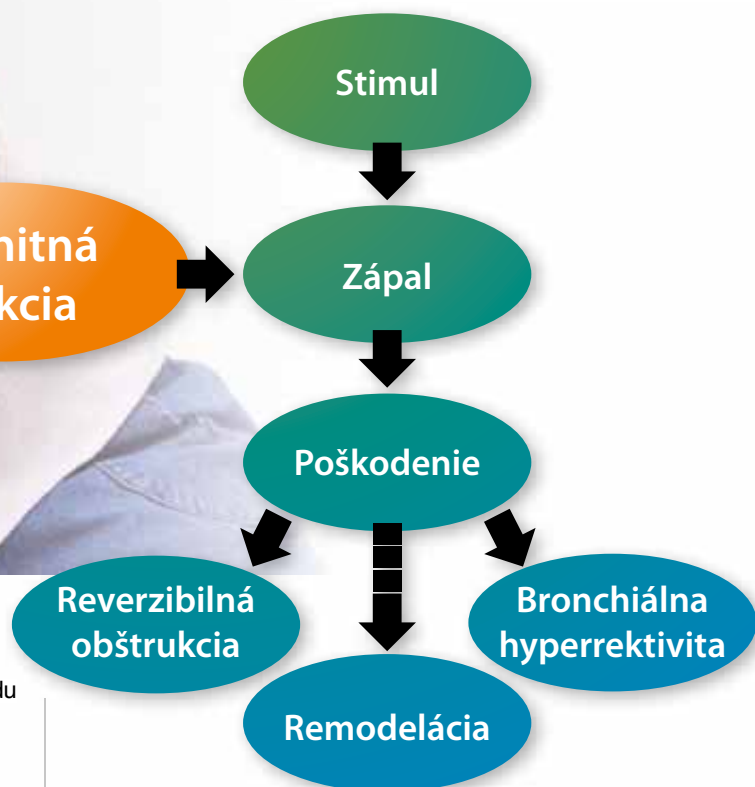 Stimul
nitná
kcia
Zápal
Poškodenie
Reverzibilná
obštrukcia
Bronchiálna
hyperrektivita
Remodelácia
du